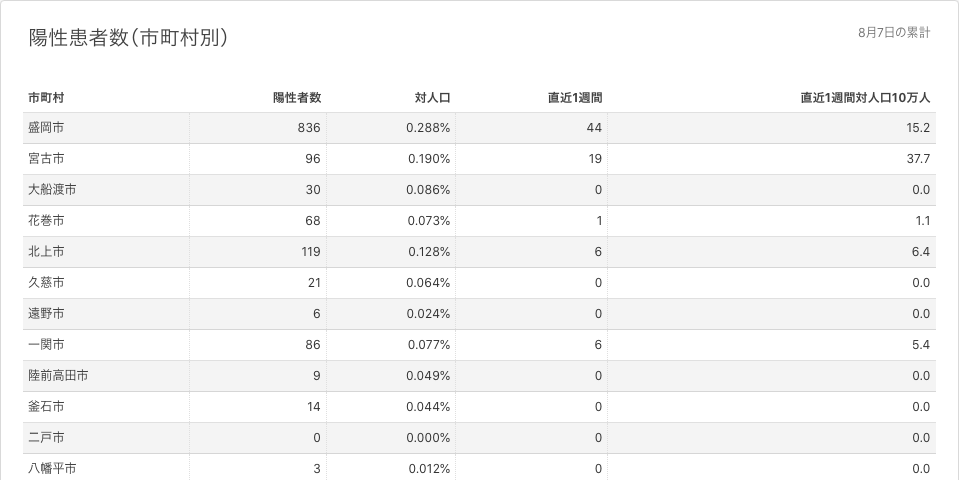 陽性患者数(市町村別)
8月7日の累計
市町村 陽性者数 対人口 直近1週間 直近1週間対人口10万人
盛岡市 836 0.288% 44 15.2
宮古市 96 0.190% 19 37.7
大船渡市 30 0.086% 0 0.0
花巻市 68 0.073% 1 1.1
北上市 119 0.128% 6 6.4
久慈市 21 0.064% 0 0.0
遠野市 6 0.024% 0 0.0
一関市 86 0.077% 6 5.4
陸前高田市 9 0.049% 0 0.0
釜石市 14 0.044% 0 0.0
二戸市 0 0.000% 0 0.0
八幡平市 3 0.012% 0 0.0